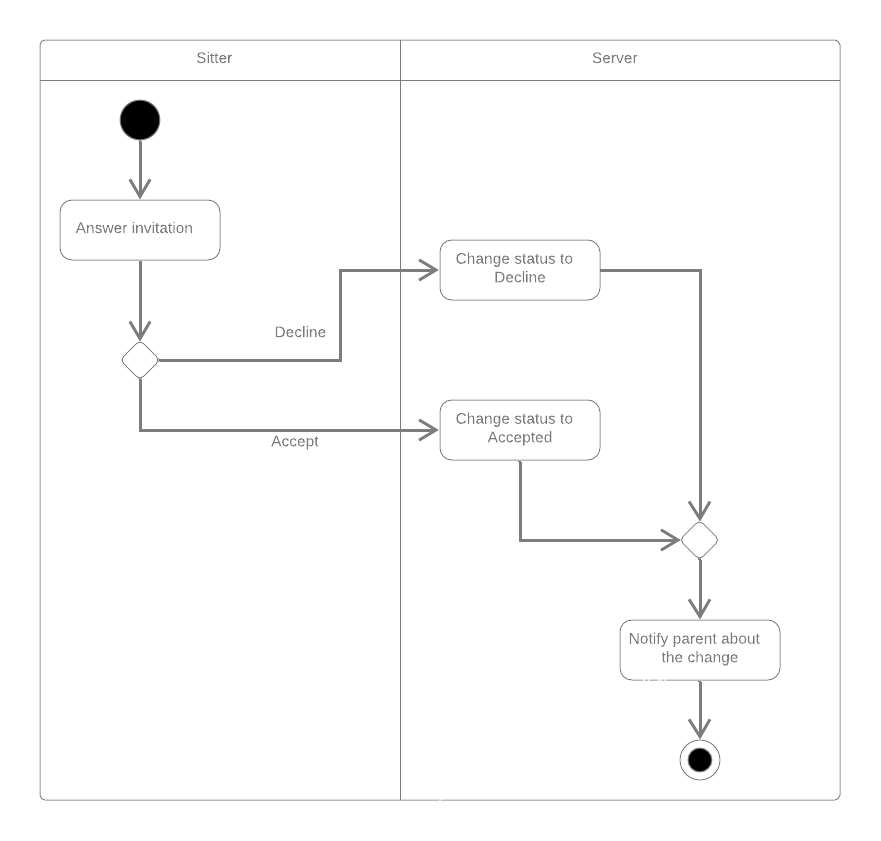 Sitter
Server
Answer invitation
Change status to
Decline
Decline
Change status to
Accepted
Accept
Notify parent about
the change